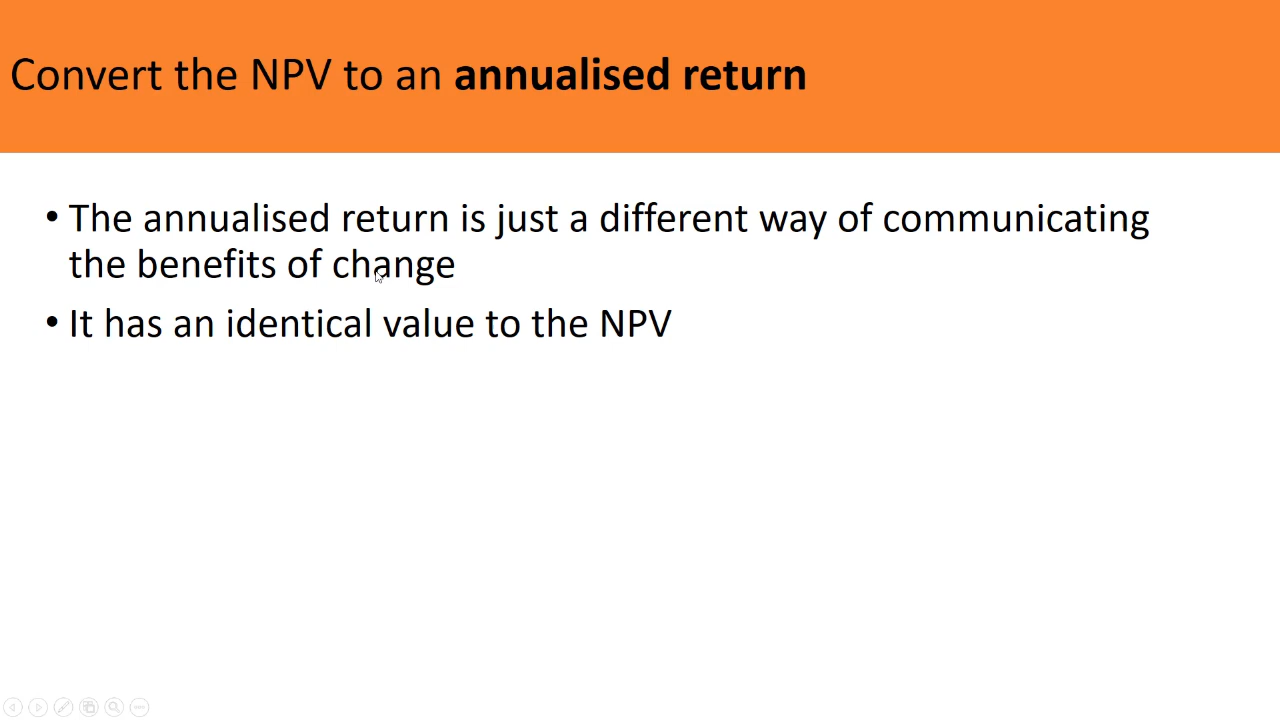 Convert the NPV to an annualised return
• The annualised return is just a different way of communicating
the benefits of change
• It has an identical value to the NPV